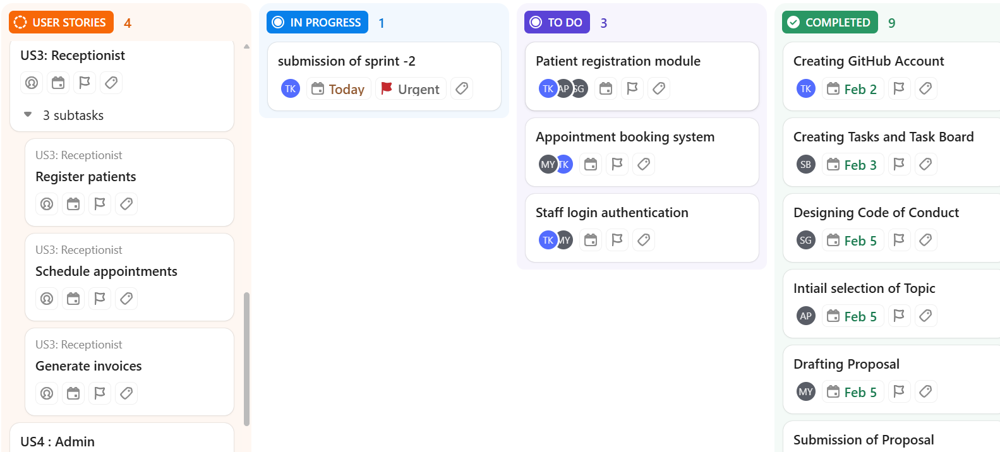 USER STORIES 4
US3: Receptionist
3 subtasks
US3: Receptionist
Register patients
US3: Receptionist
Schedule appointments
US3: Receptionist
Generate invoices
US4 : Admin
IN PROGRESS 1
submission of sprint -2
TK Today Urgent
TO DO 3
Patient registration module
TK AP SG
Appointment booking system
MY TK
Staff login authentication
TK MY
COMPLETED 9
Creating GitHub Account
TK Feb 2
Creating Tasks and Task Board
SB Feb 3
Designing Code of Conduct
SG Feb 5
Intiail selection of Topic
AP Feb 5
Drafting Proposal
MY Feb 5
Submission of Proposal